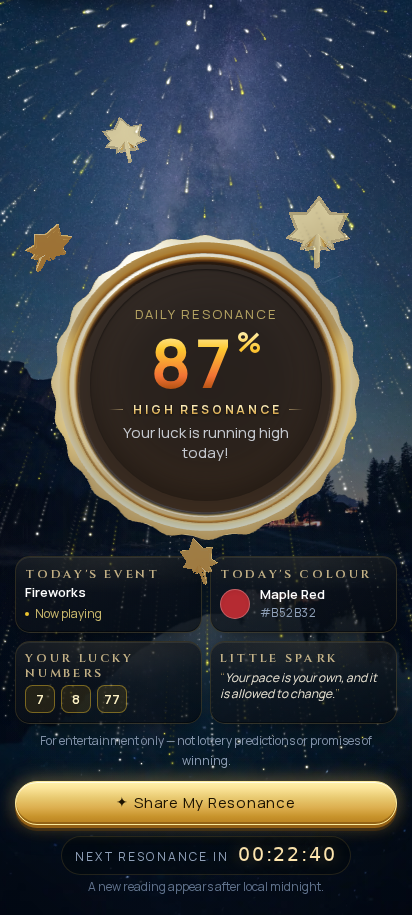 DAILY RESONANCE
87%
HIGH RESONANCE
Your luck is running high
today!
TODAY'S EVENT
Fireworks
• Now playing
TODAY'S COLOUR
Maple Red
#B52B32
YOUR LUCKY
NUMBERS
7 8 77
LITTLE SPARK
"Your pace is your own, and it
is allowed to change."
For entertainment only — not lottery predictions or promises of
winning.
✦ Share My Resonance
NEXT RESONANCE IN 00:22:40
A new reading appears after local midnight.